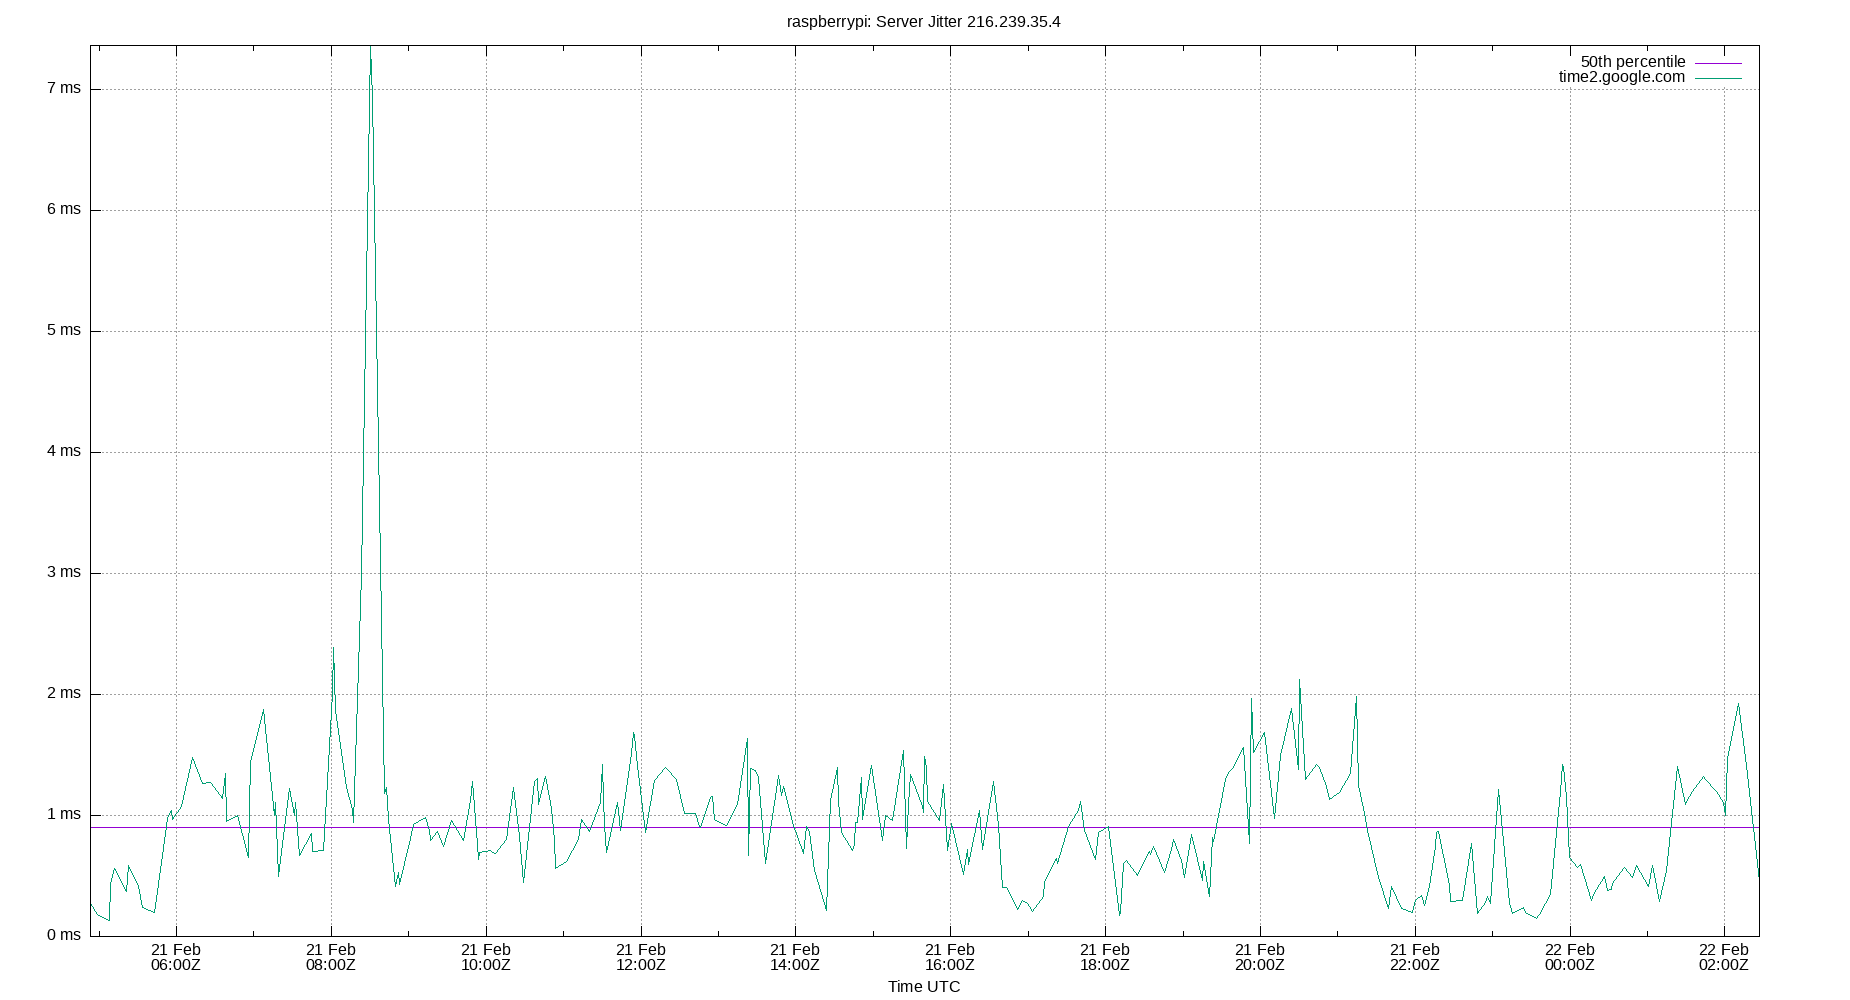 raspberrypi: Server Jitter 216.239.35.4
50th percentile
time2.google.com
7 ms
6 ms
5 ms
4 ms
3 ms
2 ms
1 ms
0 ms
21 Feb 21 Feb 21 Feb 21 Feb 21 Feb 21 Feb 21 Feb 21 Feb 21 Feb 22 Feb 22 Feb
06:00Z 08:00Z 10:00Z 12:00Z 14:00Z 16:00Z 18:00Z 20:00Z 22:00Z 00:00Z 02:00Z
Time UTC